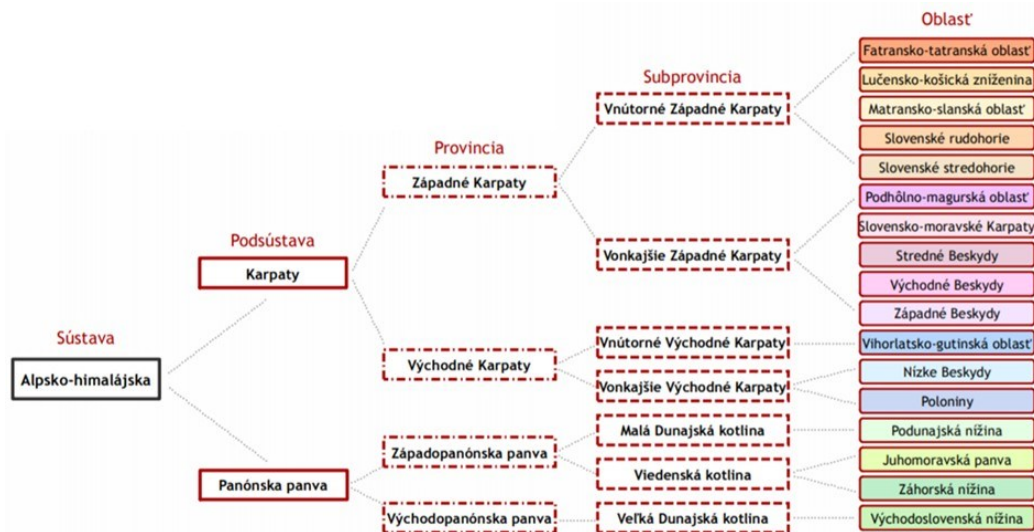 Oblasť
Fatransko-tatranská oblasť
Lučensko-košická zníženina
Matransko-slanská oblasť
Slovenské rudohorie
Slovenské stredohorie
Podhôlno-magurská oblasť
Slovensko-moravské Karpaty
Stredné Beskydy
Východné Beskydy
Západné Beskydy
Vihorlatsko-gutinská oblasť
Nízke Beskydy
Poloniny
Podunajská nížina
Juhomoravská panva
Záhorská nížina
Východoslovenská nížina
Subprovincia
Vnútorné Západné Karpaty
Vonkajšie Západné Karpaty
Vnútorné Východné Karpaty
Vonkajšie Východné Karpaty
Malá Dunajská kotlina
Viedenská kotlina
Veľká Dunajská kotlina
Provincia
Západné Karpaty
Východné Karpaty
Západopanónska panva
Východopanónska panva
Podsústava
Karpaty
Panónska panva
Sústava
Alpsko-himalájska